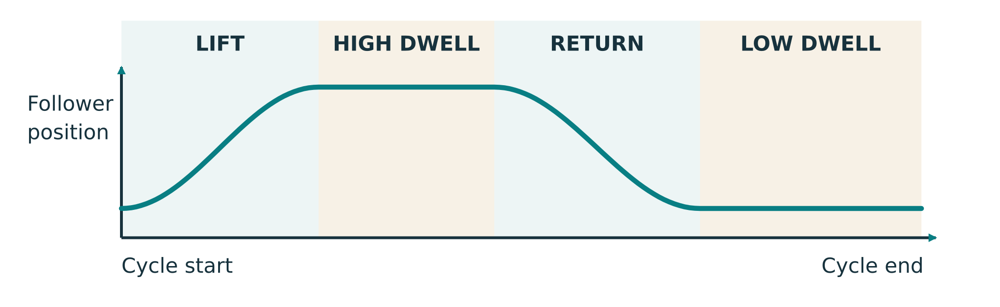 LIFT
HIGH DWELL
RETURN
LOW DWELL
Follower
position
Cycle start
Cycle end